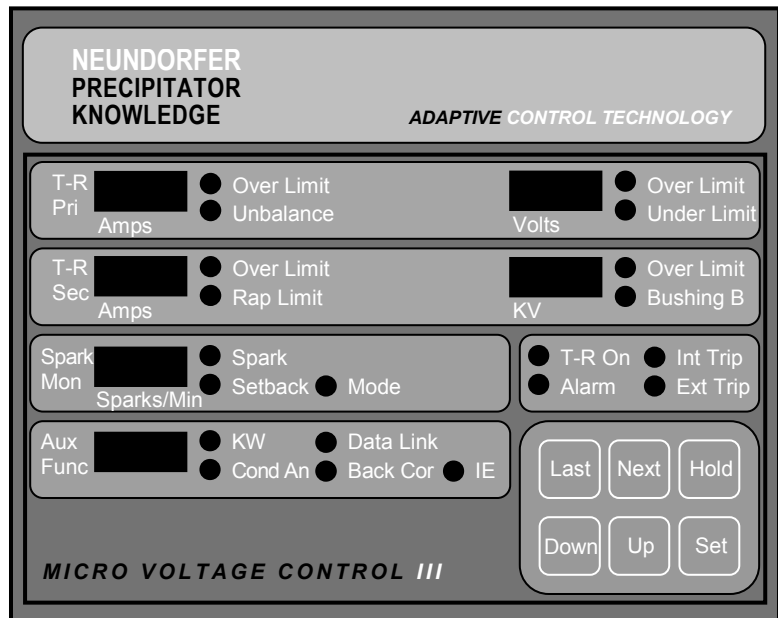 NEUNDORFER
PRECIPITATOR
KNOWLEDGE
ADAPTIVE CONTROL TECHNOLOGY
T-R Pri
Amps
Over Limit
Unbalance
Volts
Over Limit
Under Limit
T-R Sec
Amps
Over Limit
Rap Limit
KV
Over Limit
Bushing B
Spark Mon
Sparks/Min
Spark
Setback
Mode
T-R On
Int Trip
Alarm
Ext Trip
Aux Func
KW
Data Link
Cond An
Back Cor
IE
Last
Next
Hold
Down
Up
Set
MICRO VOLTAGE CONTROL III